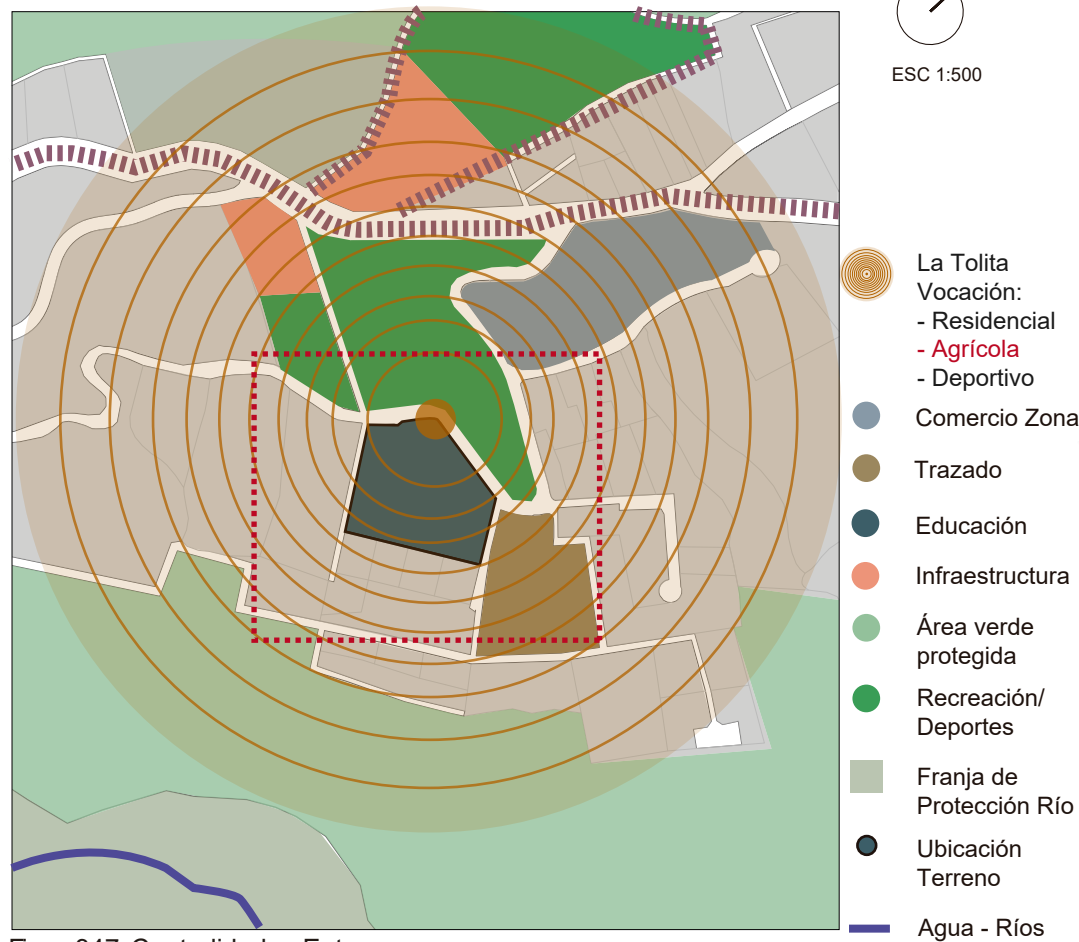 ESC 1:500
La Tolita
Vocación:
- Residencial
- Agrícola
- Deportivo
Comercio Zona
Trazado
Educación
Infraestructura
Área verde
protegida
Recreación/
Deportes
Franja de
Protección Río
Ubicación
Terreno
Agua - Ríos